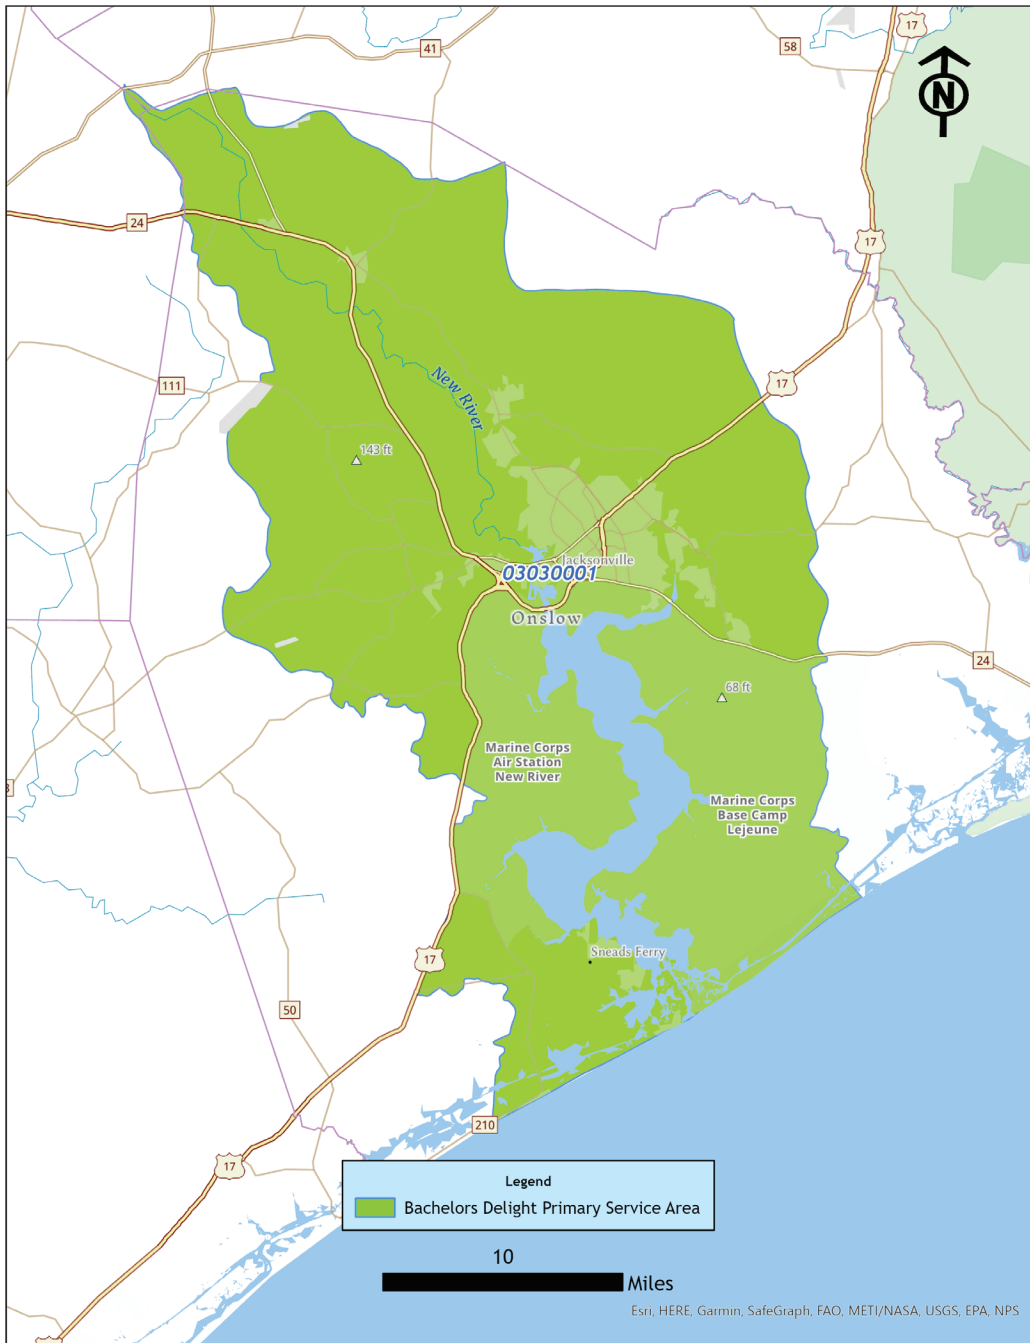 17
41
58
N
24
17
111
17
New River
143 ft
Jacksonville
03030001
Onslow
24
68 ft
Marine Corps
Air Station
New River
Marine Corps
Base Camp
Lejeune
Sneads Ferry
17
50
210
17
Legend
Bachelors Delight Primary Service Area
10
Miles
Esri, HERE, Garmin, SafeGraph, FAO, METI/NASA, USGS, EPA, NPS